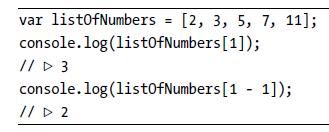 var listOfNumbers = [2, 3, 5, 7, 11];
console.log(listOfNumbers[1]);
// ▷ 3
console.log(listOfNumbers[1 - 1]);
// ▷ 2